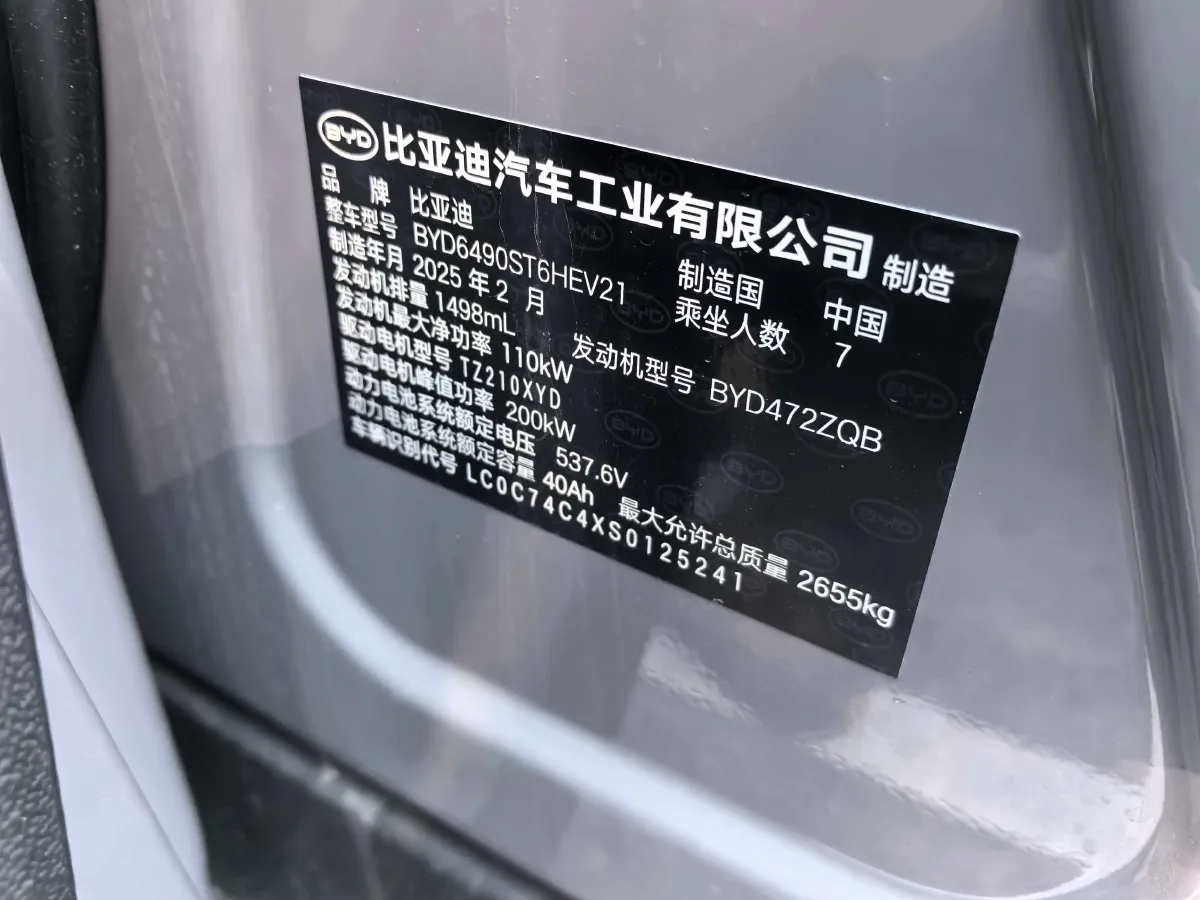 BYD 比亚迪汽车工业有限公司 制造
品 牌 比亚迪 制造国 中国
整车型号 BYD6490ST6HEV21 乘坐人数 7
制造年月 2025 年 2 月
发动机排量 1498mL 发动机型号 BYD472ZQB
发动机最大净功率 110kW
驱动电机型号 TZ210XYD
驱动电机峰值功率 200kW
动力电池系统额定电压 537.6V
动力电池系统额定容量 40Ah 最大允许总质量 2655kg
车辆识别代号 LC0C74C4XS0125241